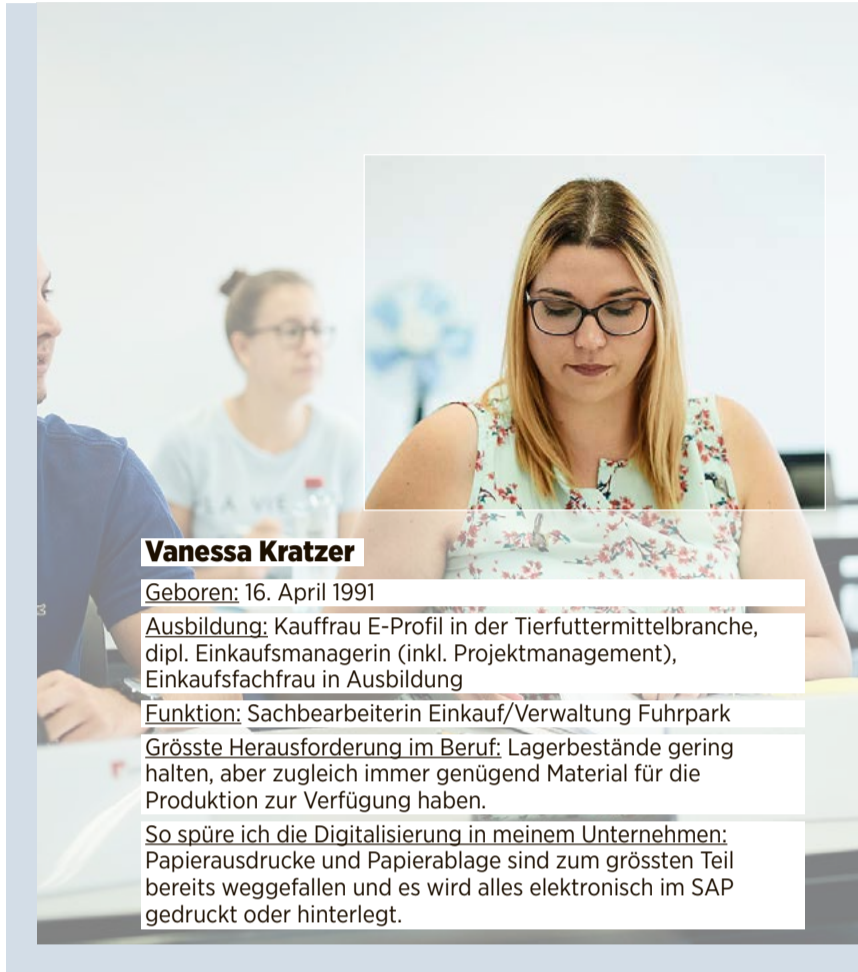 LA VIE
Vanessa Kratzer
Geboren: 16. April 1991
Ausbildung: Kauffrau E-Profil in der Tierfuttermittelbranche,
dipl. Einkaufsmanagerin (inkl. Projektmanagement),
Einkaufsfachfrau in Ausbildung
Funktion: Sachbearbeiterin Einkauf/Verwaltung Fuhrpark
Grösste Herausforderung im Beruf: Lagerbestände gering
halten, aber zugleich immer genügend Material für die
Produktion zur Verfügung haben.
So spüre ich die Digitalisierung in meinem Unternehmen:
Papierausdrucke und Papierablage sind zum grössten Teil
bereits weggefallen und es wird alles elektronisch im SAP
gedruckt oder hinterlegt.